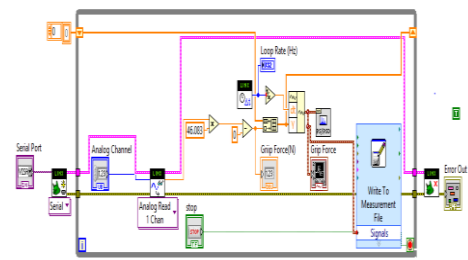 Loop Rate (Hz)
Serial Port
Analog Channel
46.083
Grip Force(N)
Grip Force
Write To
Measurement
File
Signals
Error Out
Serial
Analog Read
1 Chan
stop
STOP
i